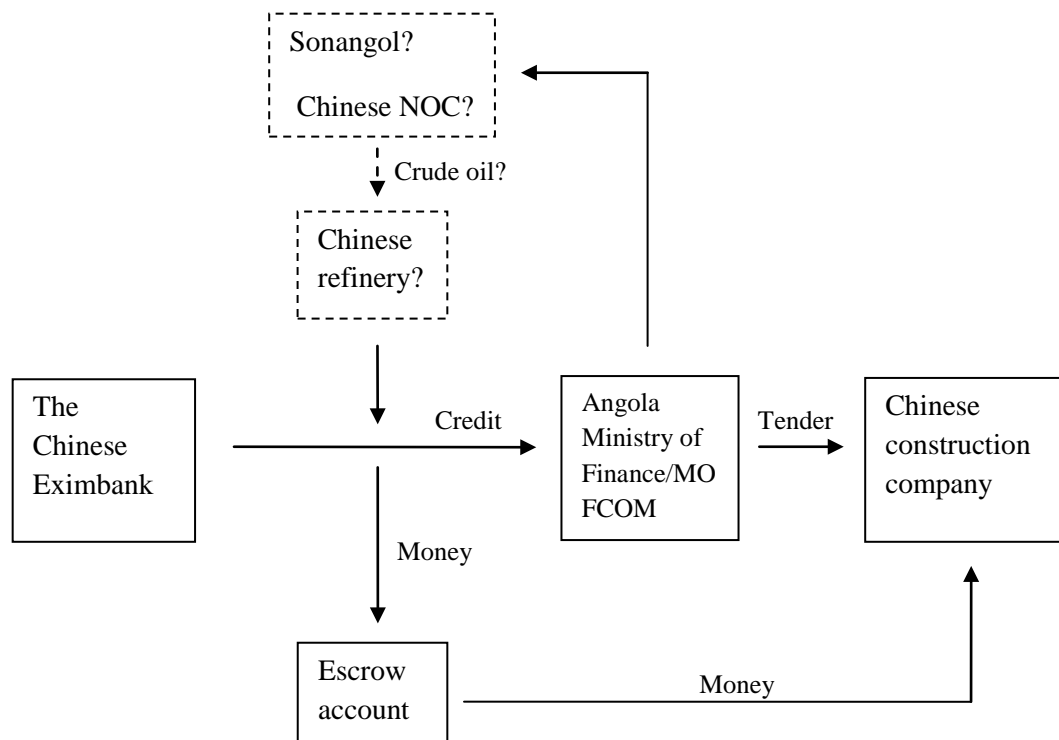 Sonangol?
Chinese NOC?
Crude oil?
Chinese
refinery?
The
Chinese
Eximbank
Credit
Angola
Ministry of
Finance/MO
FCOM
Tender
Chinese
construction
company
Money
Escrow
account
Money